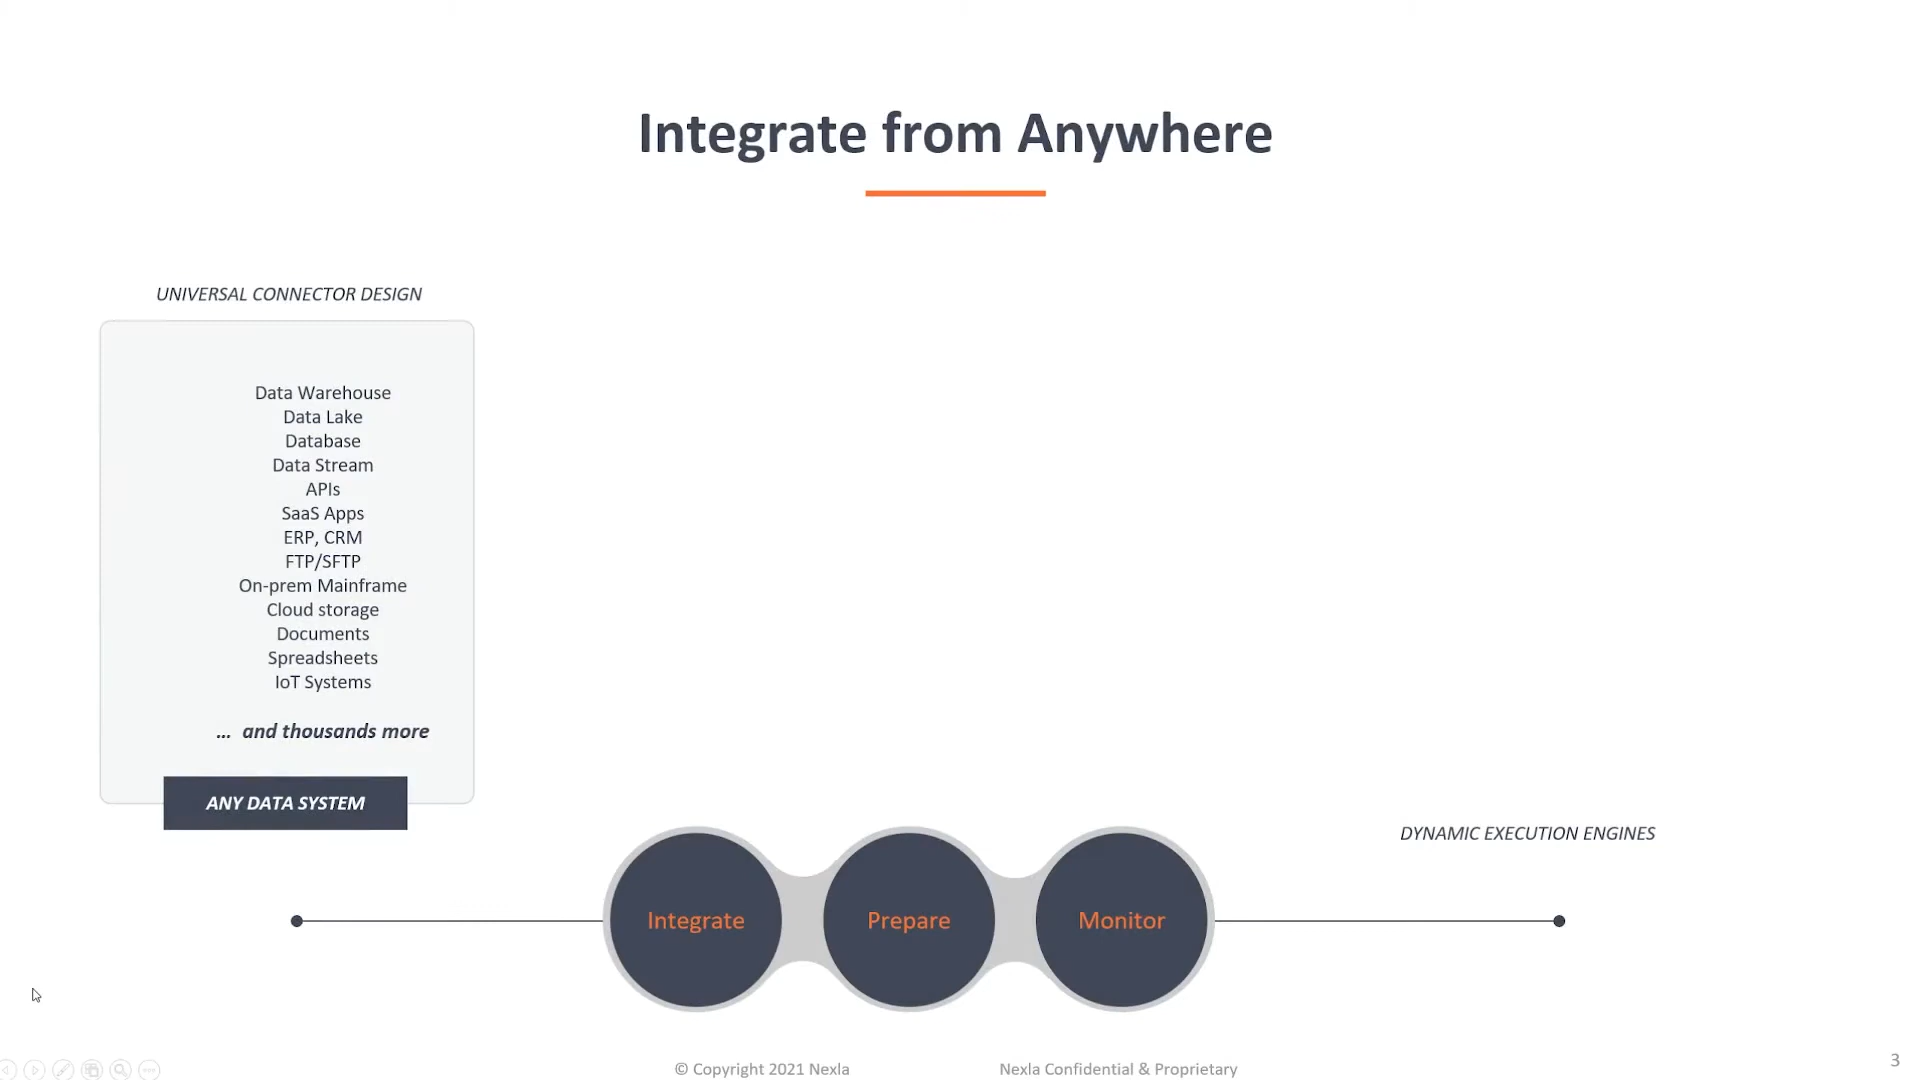 Integrate from Anywhere
UNIVERSAL CONNECTOR DESIGN
Data Warehouse
Data Lake
Database
Data Stream
APIs
SaaS Apps
ERP, CRM
FTP/SFTP
On-prem Mainframe
Cloud storage
Documents
Spreadsheets
IoT Systems
... and thousands more
ANY DATA SYSTEM
DYNAMIC EXECUTION ENGINES
Integrate
Prepare
Monitor
© Copyright 2021 Nexla
Nexla Confidential & Proprietary
3